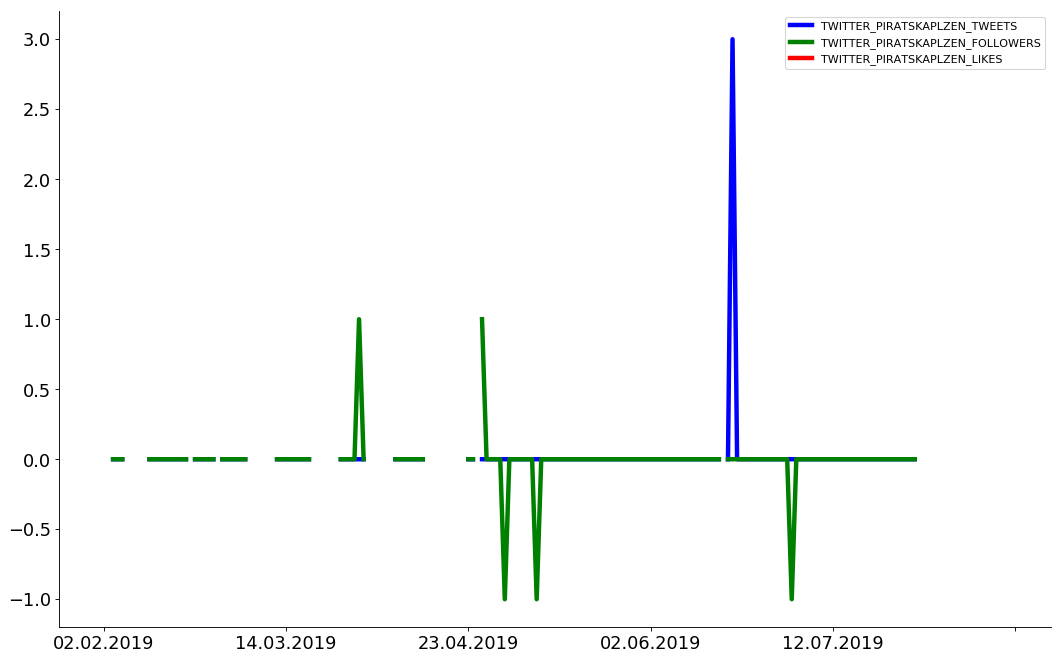 TWITTER_PIRATSKAPLZEN_TWEETS
TWITTER_PIRATSKAPLZEN_FOLLOWERS
TWITTER_PIRATSKAPLZEN_LIKES
3.0
2.5
2.0
1.5
1.0
0.5
0.0
−0.5
−1.0
02.02.2019 14.03.2019 23.04.2019 02.06.2019 12.07.2019